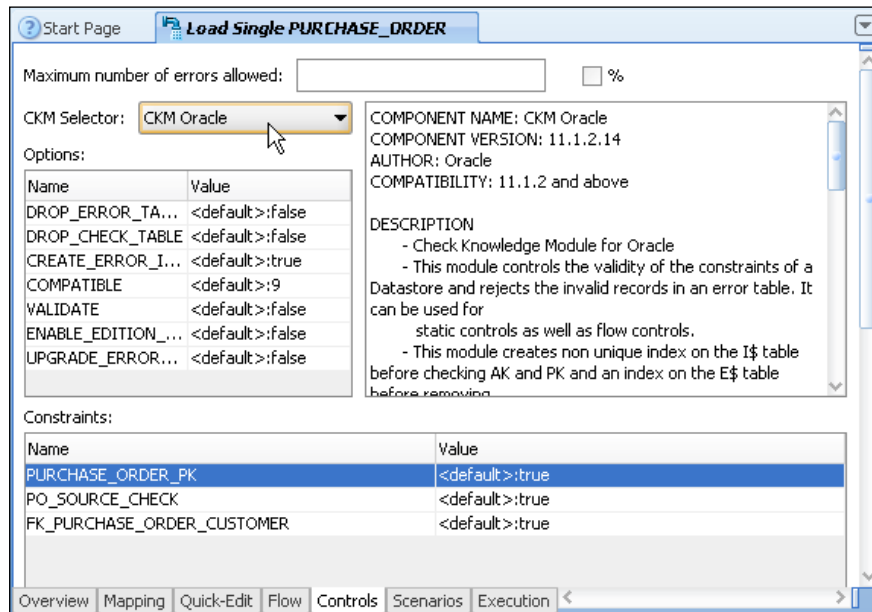 Start Page
Load Single PURCHASE_ORDER
Maximum number of errors allowed:
%
CKM Selector: CKM Oracle
Options:
Name Value
DROP_ERROR_TA... <default>:false
DROP_CHECK_TABLE <default>:false
CREATE_ERROR_I... <default>:true
COMPATIBLE <default>:9
VALIDATE <default>:false
ENABLE_EDITION_... <default>:false
UPGRADE_ERROR... <default>:false
COMPONENT NAME: CKM Oracle
COMPONENT VERSION: 11.1.2.14
AUTHOR: Oracle
COMPATIBILITY: 11.1.2 and above
DESCRIPTION
- Check Knowledge Module for Oracle
- This module controls the validity of the constraints of a
Datastore and rejects the invalid records in an error table. It
can be used for
static controls as well as flow controls.
- This module creates non unique index on the I$ table
before checking AK and PK and an index on the E$ table
before removing
Constraints:
Name Value
PURCHASE_ORDER_PK <default>:true
PO_SOURCE_CHECK <default>:true
FK_PURCHASE_ORDER_CUSTOMER <default>:true
Overview Mapping Quick-Edit Flow Controls Scenarios Execution